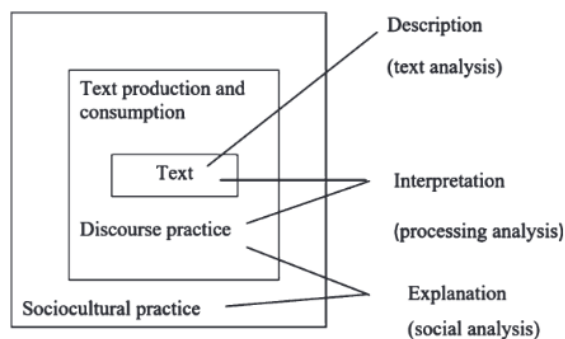 Description
(text analysis)
Text production and
consumption
Text
Interpretation
Discourse practice
(processing analysis)
Explanation
Sociocultural practice
(social analysis)